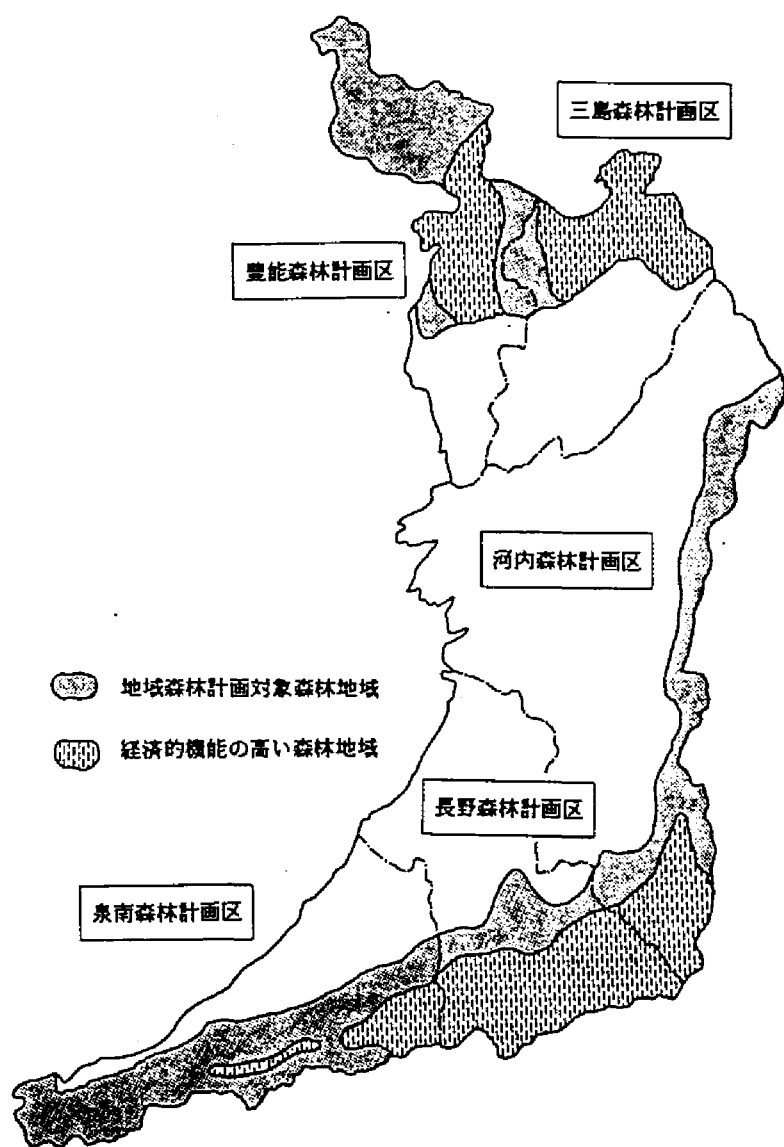 三島森林計画区
豊能森林計画区
河内森林計画区
地域森林計画対象森林地域
経済的機能の高い森林地域
長野森林計画区
泉南森林計画区